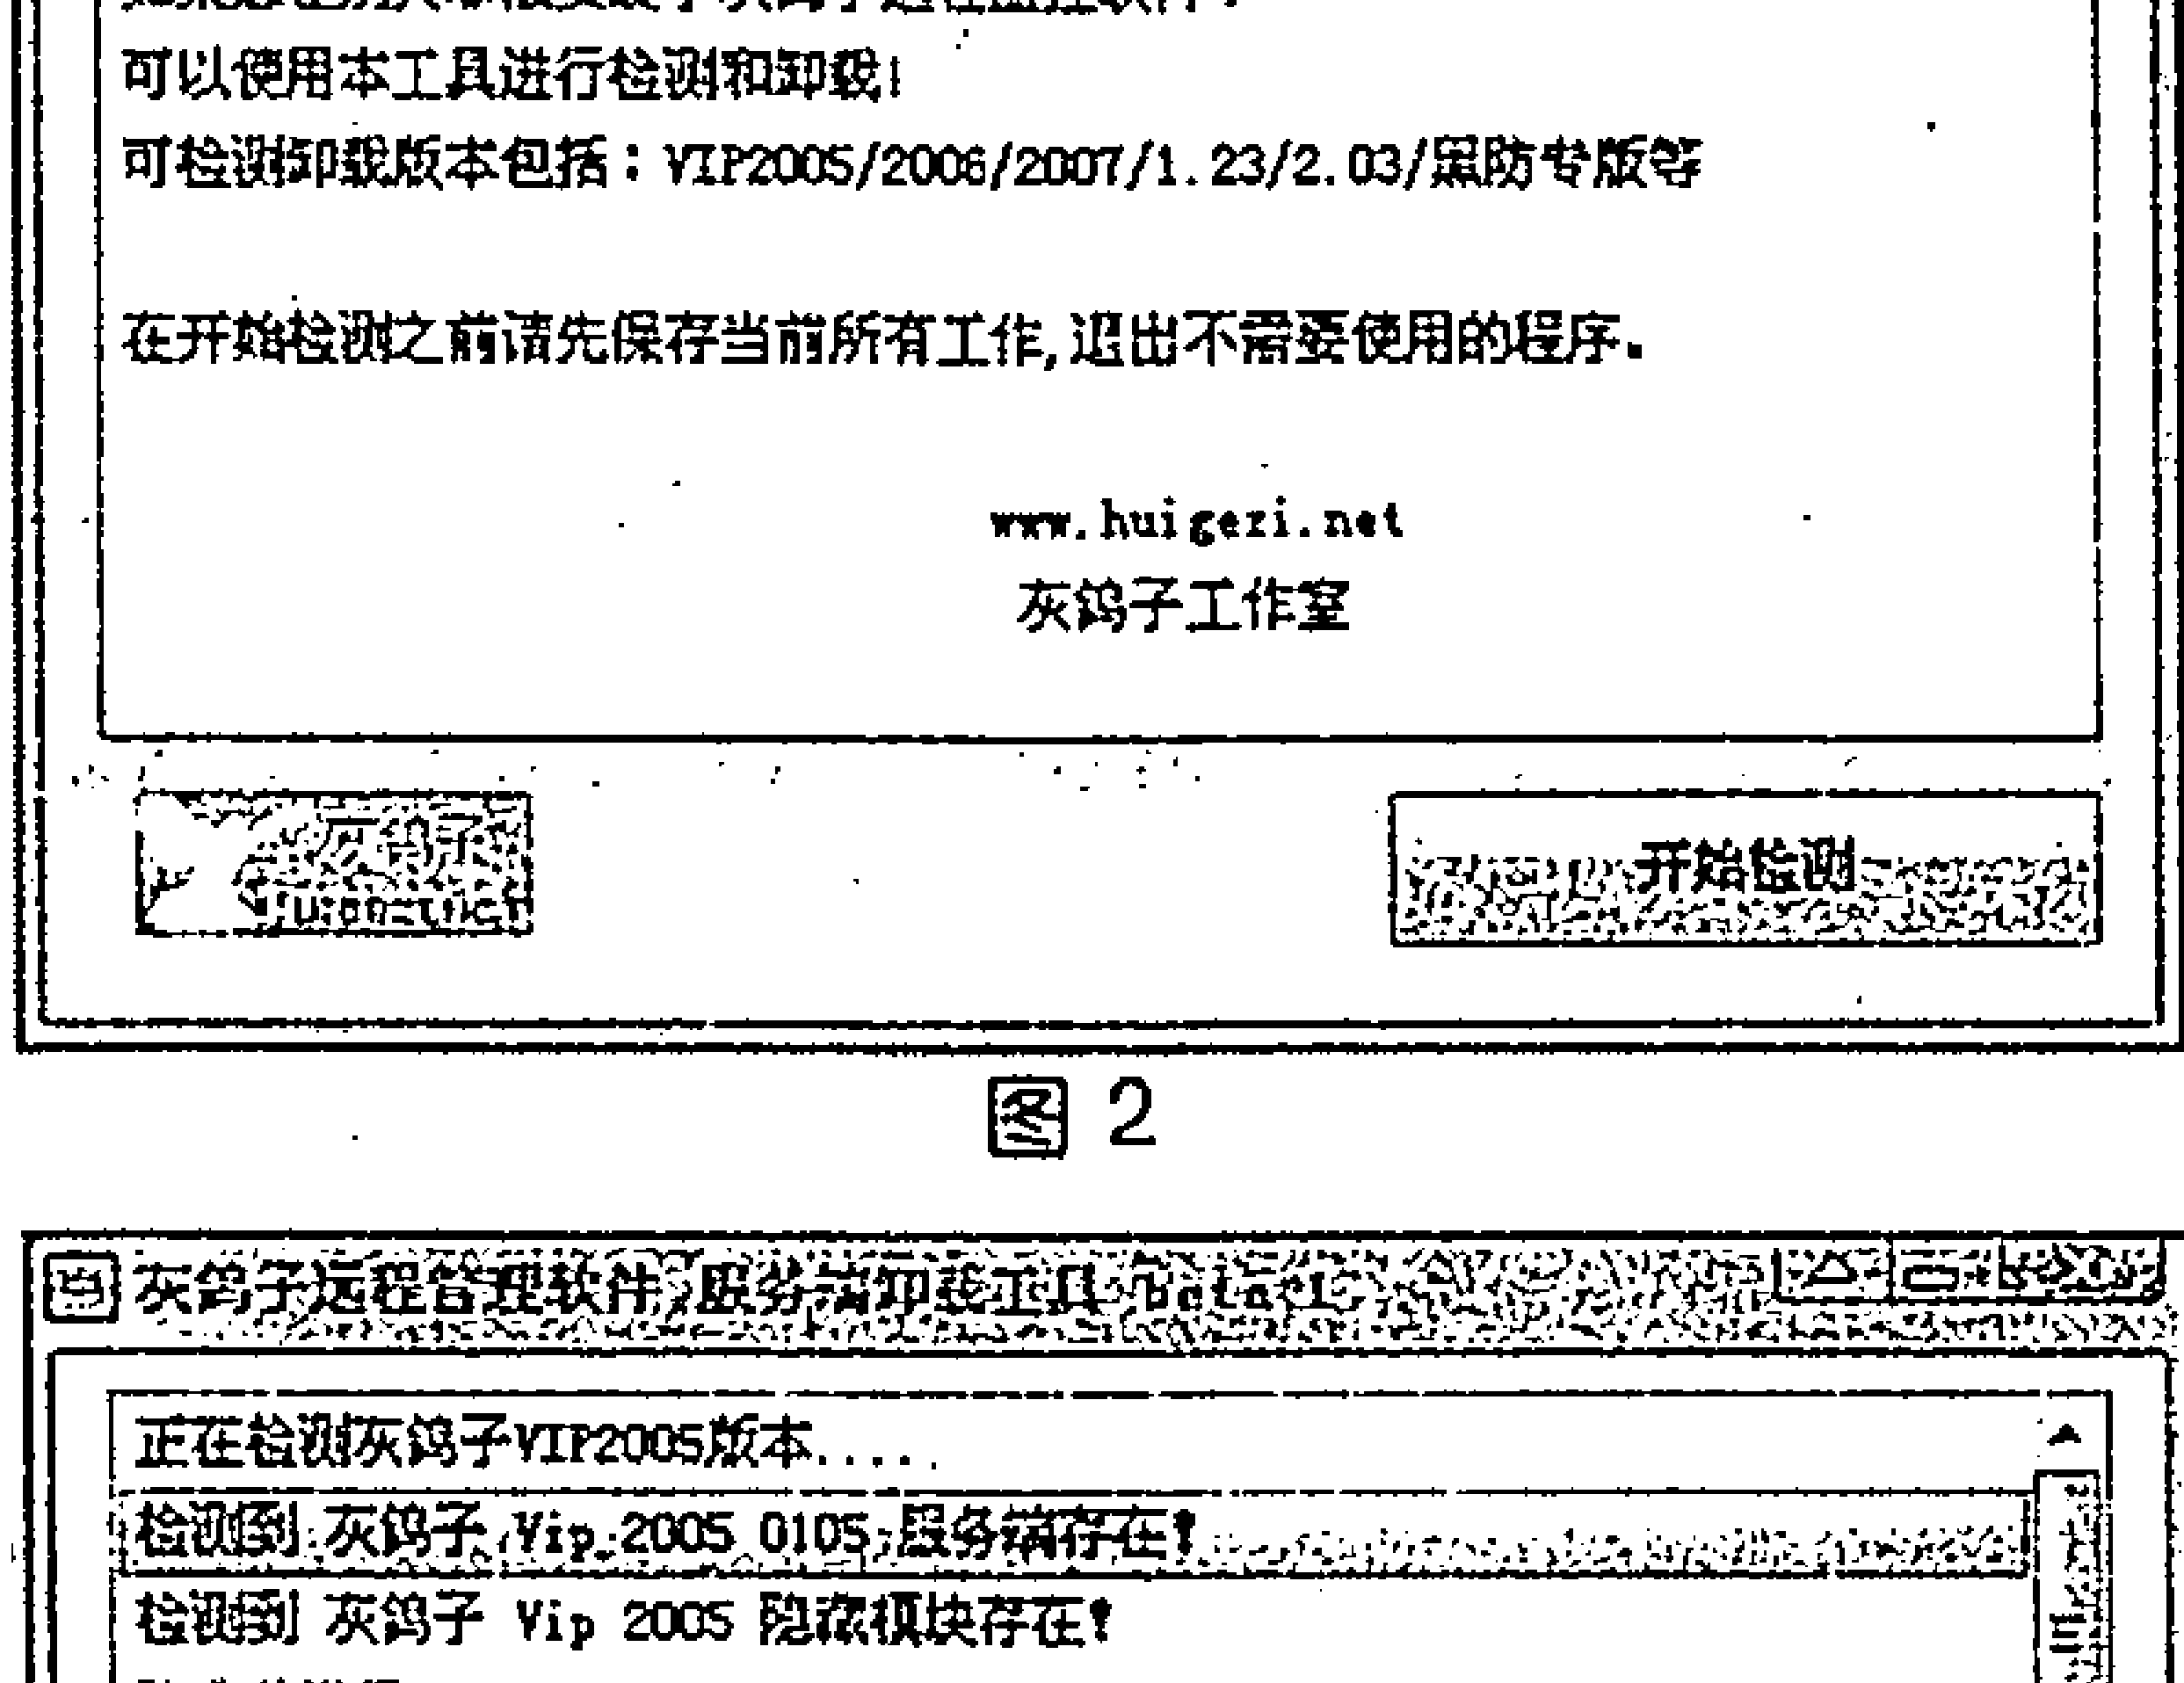 可以使用本工具进行检测和卸载!
可检测卸载版本包括：VIP2005/2006/2007/1.23/2.03/黑防专版等
在开始检测之前请先保存当前所有工作,退出不需要使用的程序.
www.huigezi.net
灰鸽子工作室
灰鸽子
开始检测
图 2
灰鸽子远程管理软件 服务端卸载工具 beta 1
正在检测灰鸽子VIP2005版本.....
检测到 灰鸽子 Vip 2005 0105 服务端存在!
检测到 灰鸽子 Vip 2005 隐藏模块存在!